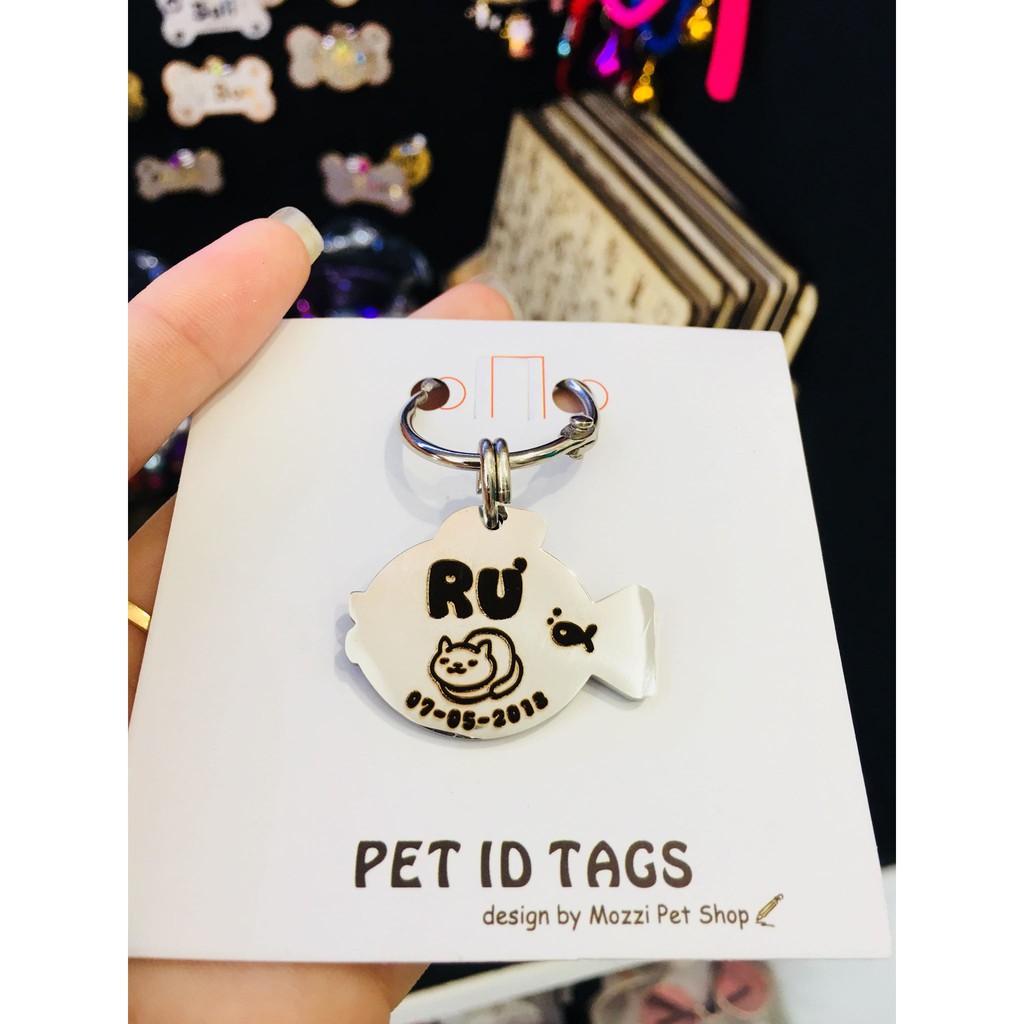 RƯ
07-05-2018
PET ID TAGS
design by Mozzi Pet Shop